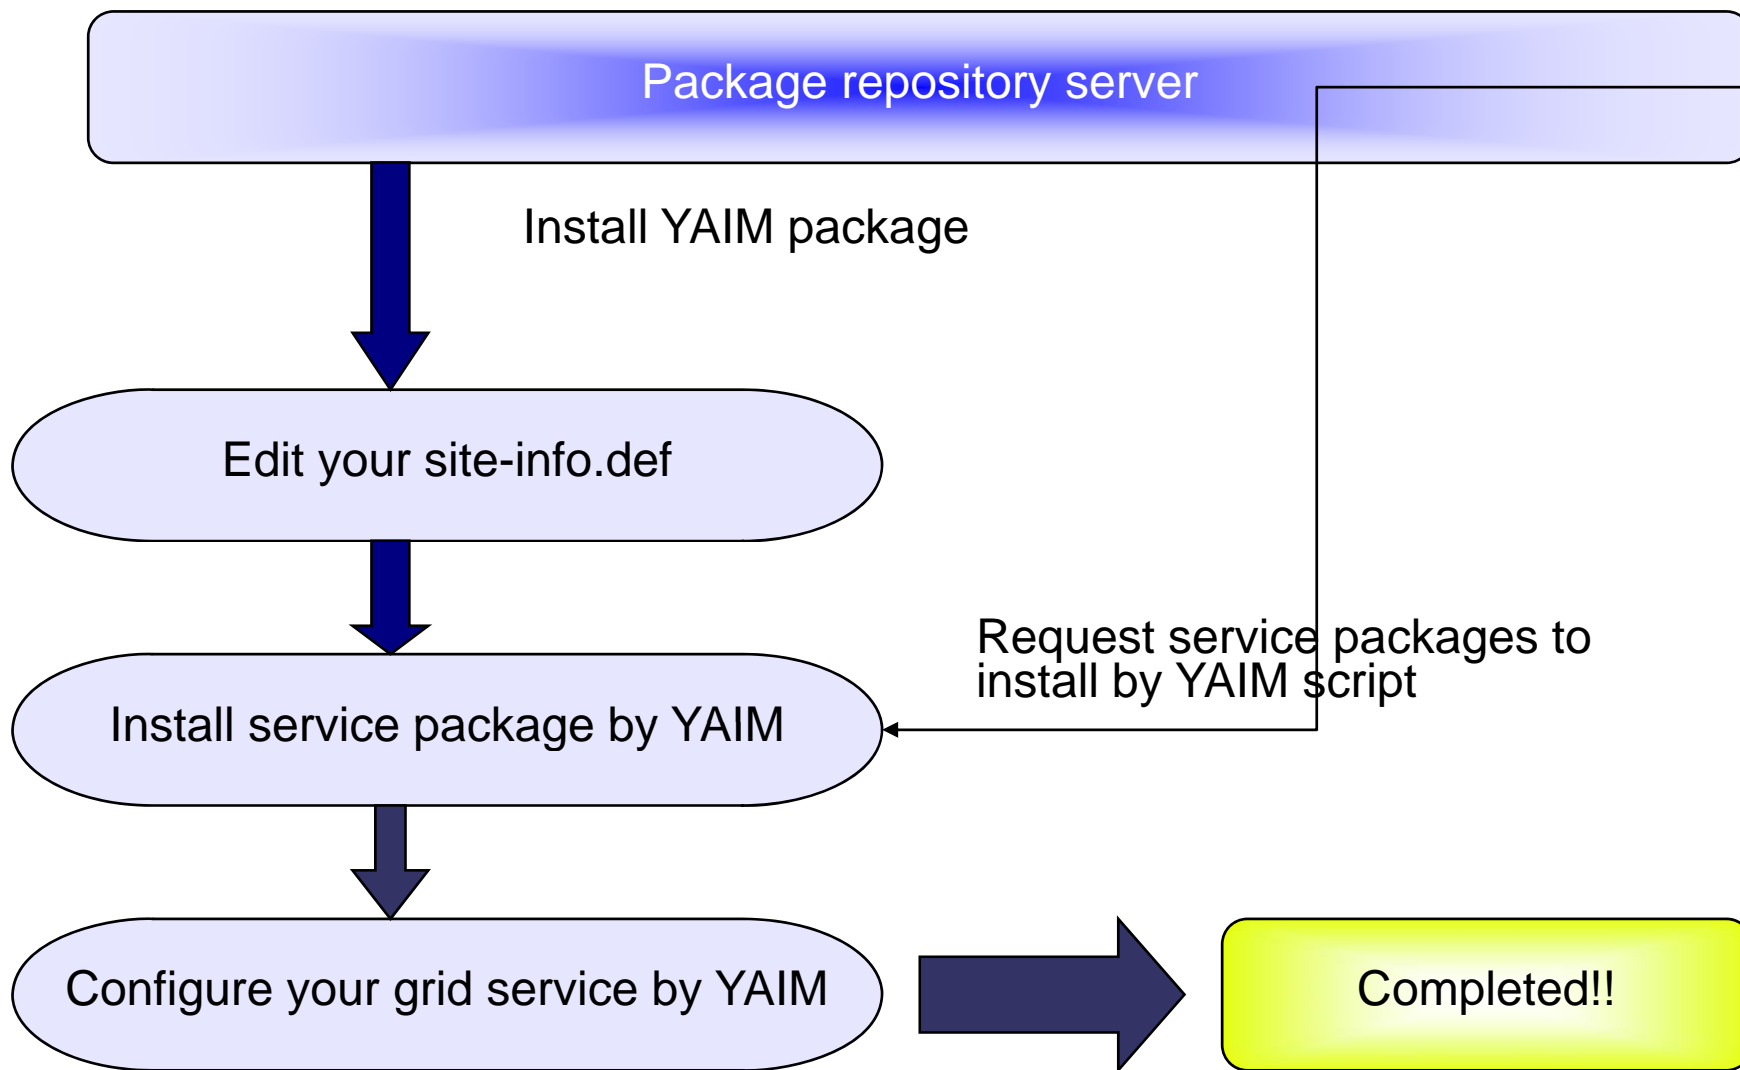 Package repository server
Install YAIM package
Edit your site-info.def
Request service packages to
install by YAIM script
Install service package by YAIM
Configure your grid service by YAIM
Completed!!